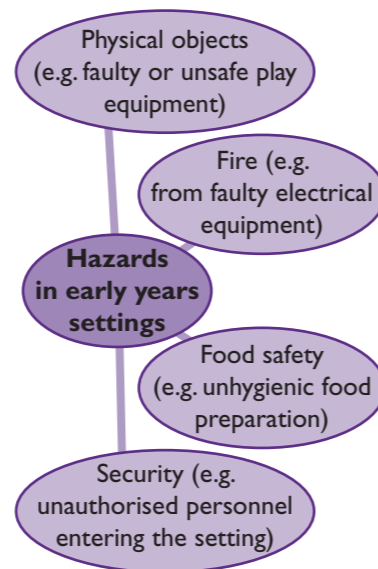 Physical objects
(e.g. faulty or unsafe play
equipment)
Fire (e.g.
from faulty electrical
equipment)
Hazards
in early years
settings
Food safety
(e.g. unhygienic food
preparation)
Security (e.g.
unauthorised personnel
entering the setting)